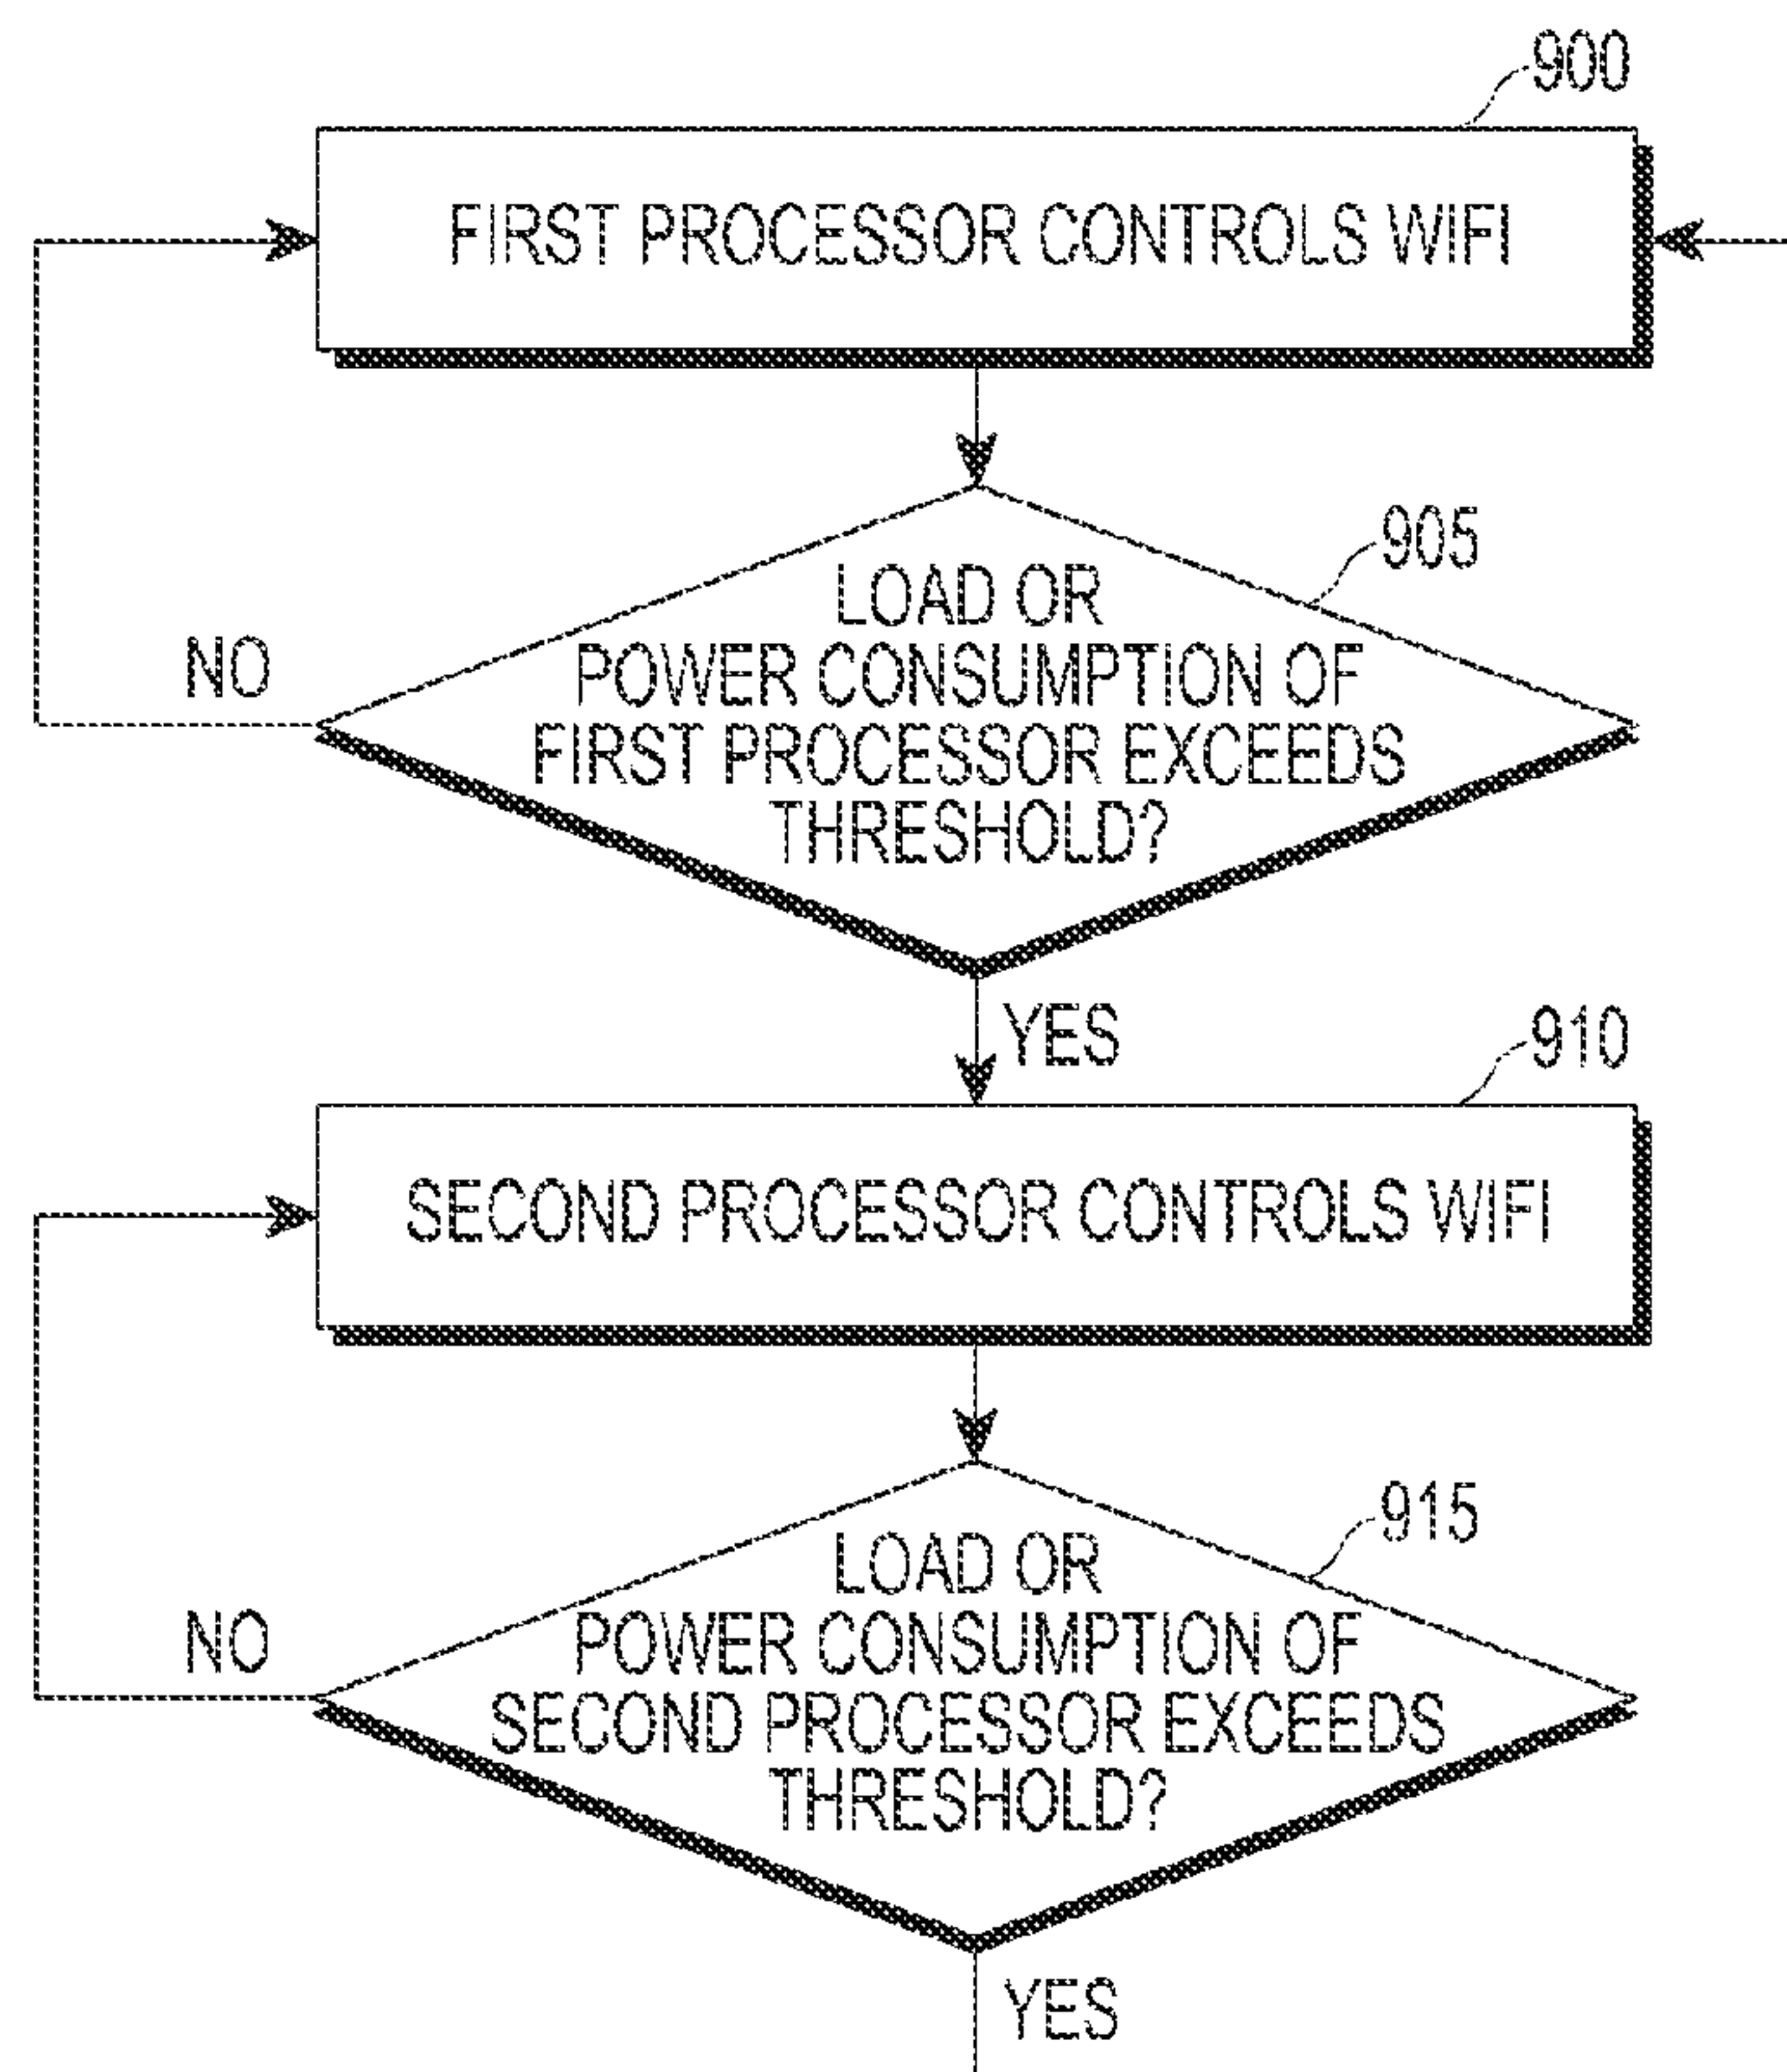 900
FIRST PROCESSOR CONTROLS WIFI
905
LOAD OR
POWER CONSUMPTION OF
FIRST PROCESSOR EXCEEDS
THRESHOLD?
NO
YES
910
SECOND PROCESSOR CONTROLS WIFI
915
LOAD OR
POWER CONSUMPTION OF
SECOND PROCESSOR EXCEEDS
THRESHOLD?
NO
YES